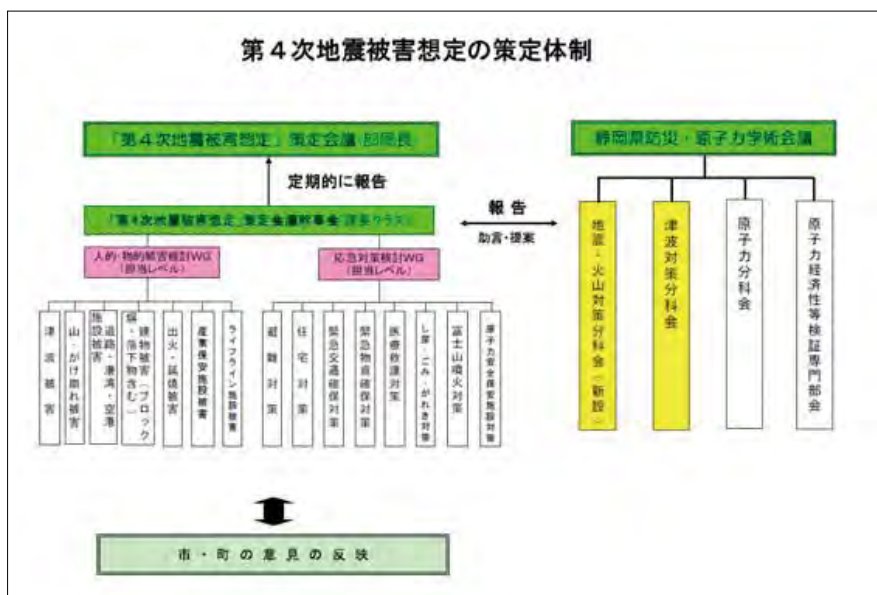 第４次地震被害想定の策定体制
「第４次地震被害想定」策定会議（部局長）
静岡県防災・原子力学術会議
定期的に報告
「第４次地震被害想定」策定会議幹事会（課長クラス）
報告
助言・提案
人的・物的被害検討WG
（担当レベル）
応急対策検討WG
（担当レベル）
津波被害
山・がけ崩れ被害
道路・港湾・空港
施設被害
建物被害（ブロック
塀・落下物含む）
出火・延焼被害
産業保安施設被害
ライフライン施設被害
避難対策
住宅対策
緊急交通確保対策
緊急物資確保対策
医療救護対策
し尿・ごみ・がれき対策
富士山噴火対策
原子力安全保安施設対策
地震・火山対策分科会（新設）
津波対策分科会
原子力分科会
原子力経済性等検証専門部会
市・町の意見の反映